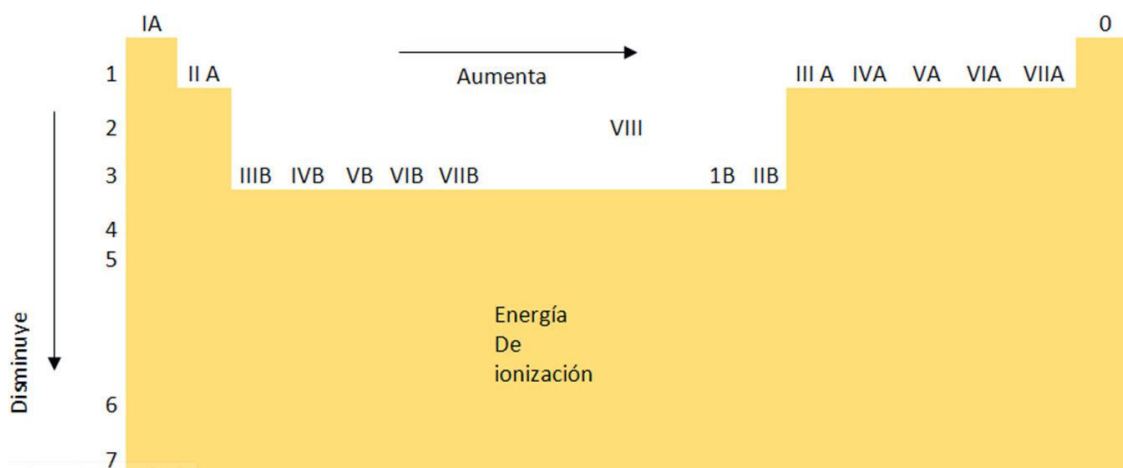 IA 0
1 II A Aumenta III A IVA VA VIA VIIA
2 VIII
3 IIIB IVB VB VIB VIIB 1B IIB
4
5
Energía
De
ionización
Disminuye
6
7